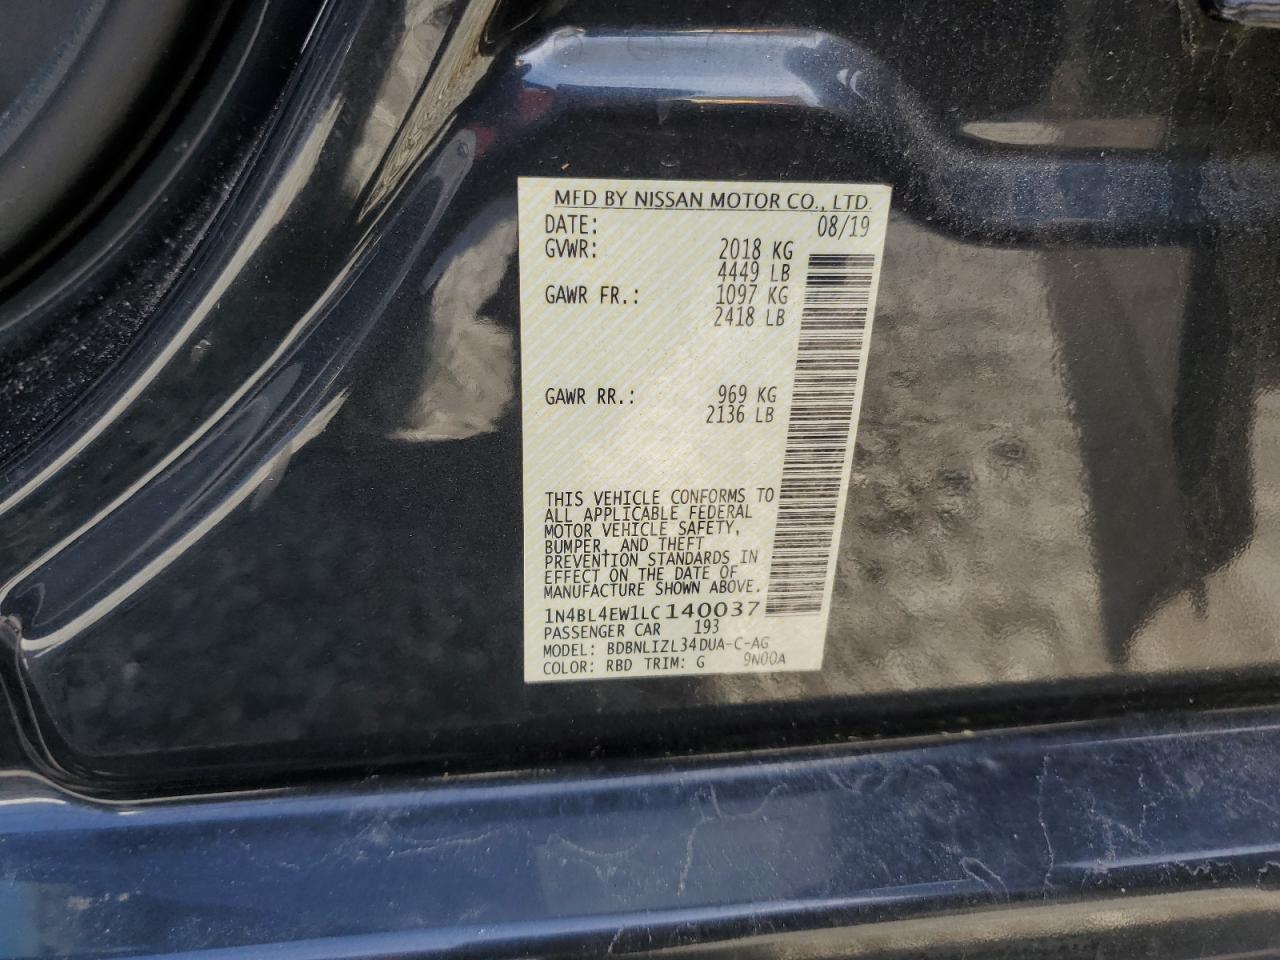 MFD BY NISSAN MOTOR CO., LTD.
DATE: 08/19
GVWR: 2018 KG
4449 LB
GAWR FR.: 1097 KG
2418 LB
GAWR RR.: 969 KG
2136 LB
THIS VEHICLE CONFORMS TO
ALL APPLICABLE FEDERAL
MOTOR VEHICLE SAFETY,
BUMPER, AND THEFT
PREVENTION STANDARDS IN
EFFECT ON THE DATE OF
MANUFACTURE SHOWN ABOVE.
1N4BL4EW1LC140037
PASSENGER CAR 193
MODEL: BDBNLIZL34DUA-C-AG
COLOR: RBD TRIM: G 9N00A